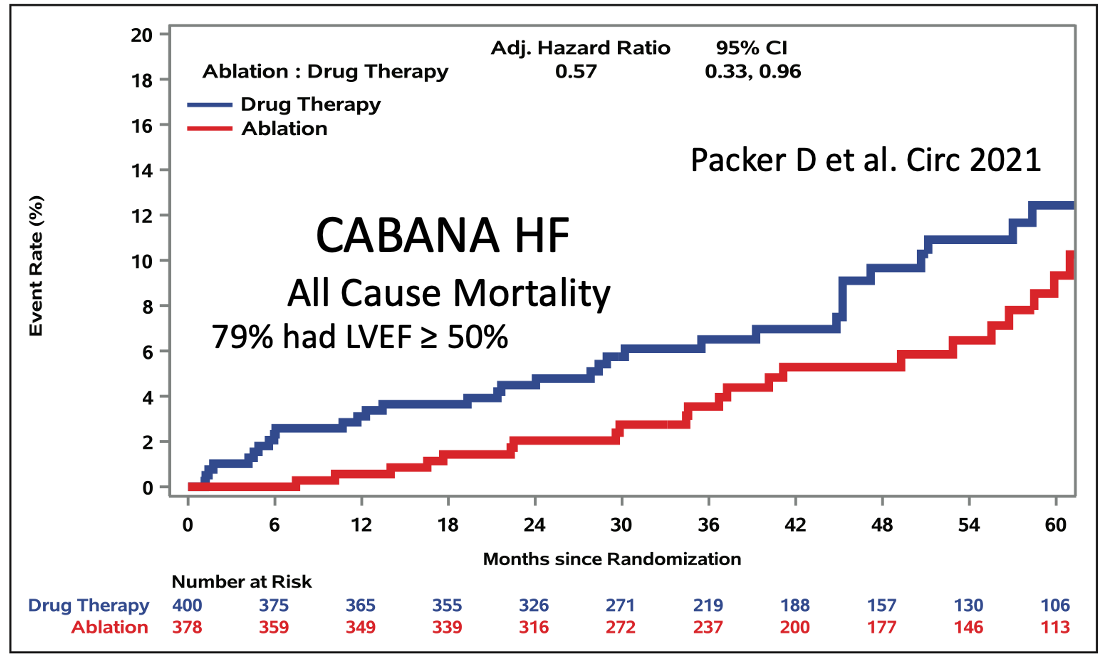 Adj. Hazard Ratio 95% CI
Ablation : Drug Therapy 0.57 0.33, 0.96
Drug Therapy
Ablation
Packer D et al. Circ 2021
CABANA HF
All Cause Mortality
79% had LVEF ≥ 50%
Event Rate (%)
20
18
16
14
12
10
8
6
4
2
0
0 6 12 18 24 30 36 42 48 54 60
Months since Randomization
Number at Risk
Drug Therapy 400 375 365 355 326 271 219 188 157 130 106
Ablation 378 359 349 339 316 272 237 200 177 146 113